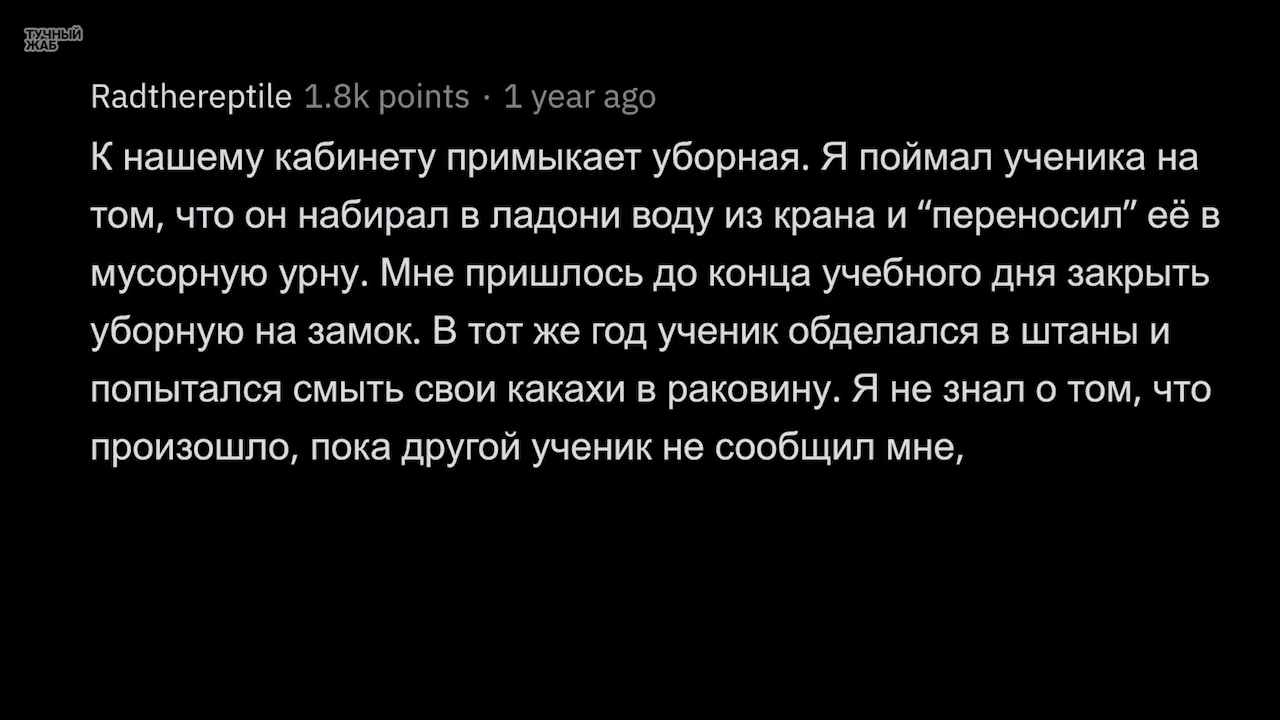 ТУЧНЫЙ
ЖАБ
Radthereptile 1.8k points · 1 year ago
К нашему кабинету примыкает уборная. Я поймал ученика на
том, что он набирал в ладони воду из крана и “переносил” её в
мусорную урну. Мне пришлось до конца учебного дня закрыть
уборную на замок. В тот же год ученик обделался в штаны и
попытался смыть свои какахи в раковину. Я не знал о том, что
произошло, пока другой ученик не сообщил мне,